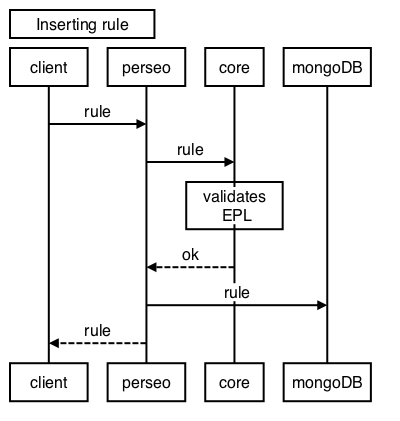 Inserting rule
client perseo core mongoDB
rule
rule
validates
EPL
ok
rule
rule
client perseo core mongoDB